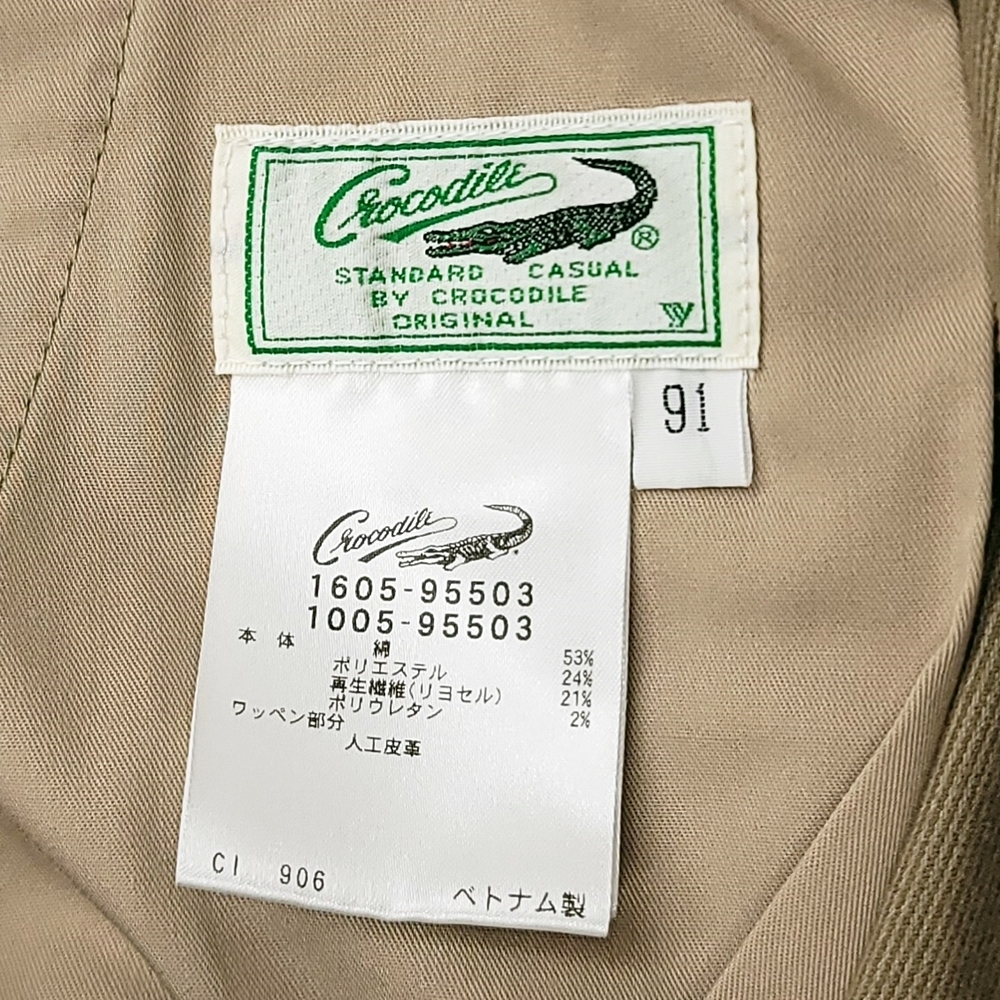 Crocodile ®
STANDARD CASUAL
BY CROCODILE
ORIGINAL
91
Crocodile
1605-95503
1005-95503
本 体
綿 53%
ポリエステル 24%
再生繊維(リヨセル) 21%
ポリウレタン 2%
ワッペン部分
人工皮革
CI 906
ベトナム製